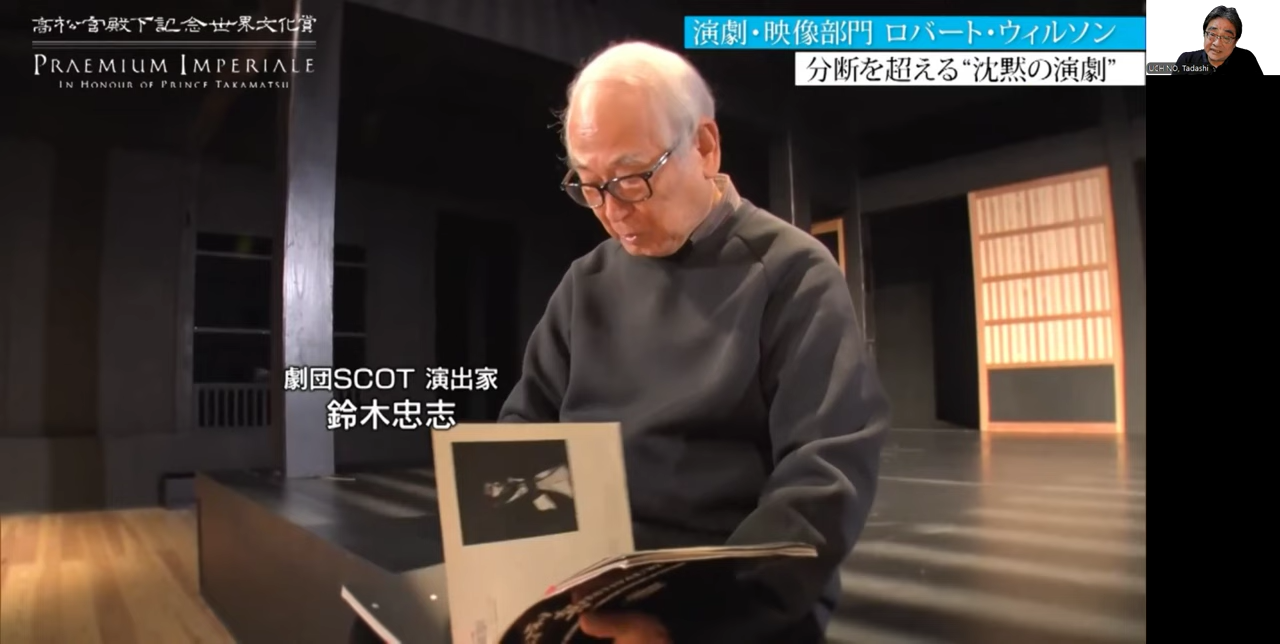 高松宮殿下記念世界文化賞
PRAEMIUM IMPERIALE
IN HONOUR OF PRINCE TAKAMATSU
演劇・映像部門 ロバート・ウィルソン
分断を超える“沈黙の演劇”
UCHINO, Tadashi
劇団SCOT 演出家
鈴木忠志